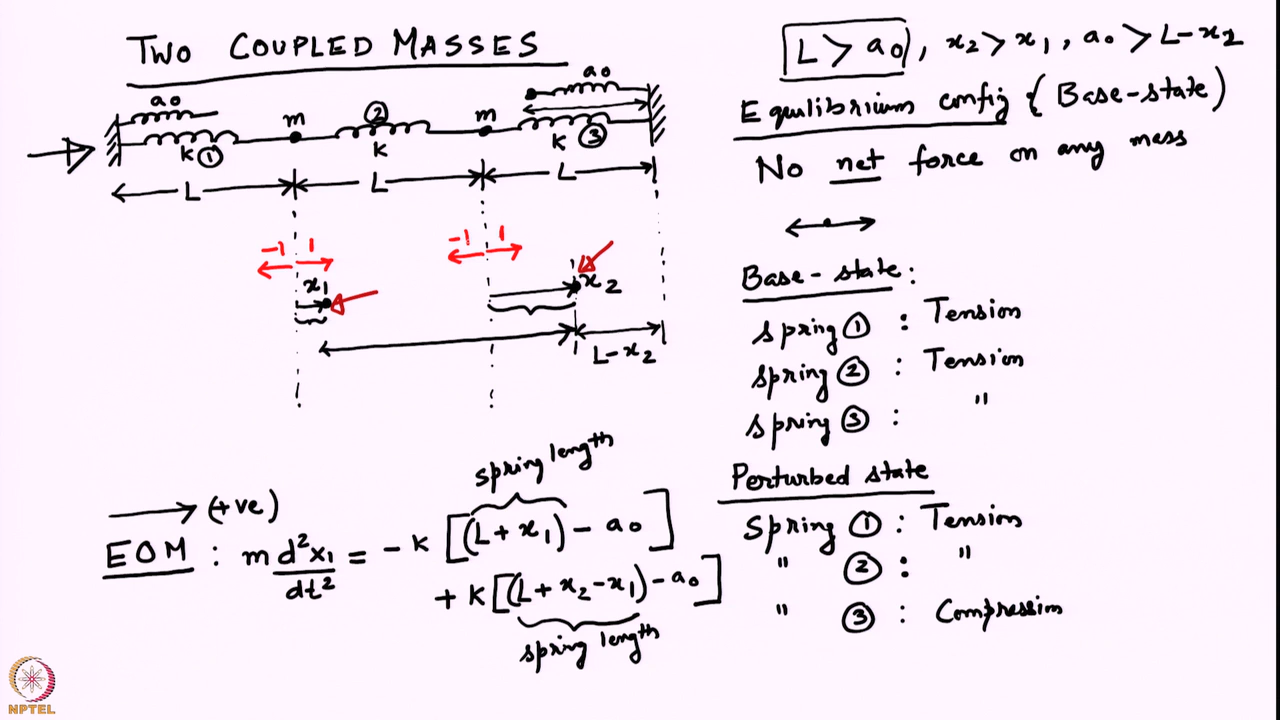 TWO COUPLED MASSES
L > a₀, x₂ > x₁, a₀ > L-x₂
Equilibrium config (Base-state)
No net force on any mass
a₀ a₀
m ② m
k ① k k ③
L L L
-1 1 -1 1
x₁ x₂
L-x₂
Base-state:
spring ① : Tension
spring ② : Tension
spring ③ : "
Perturbed state
Spring ① : Tension
" ② : "
" ③ : Compression
(+ve)
spring length
EOM : m d²x₁/dt² = -k [(L+x₁) - a₀]
+ k[(L+x₂-x₁)-a₀]
spring length
NPTEL